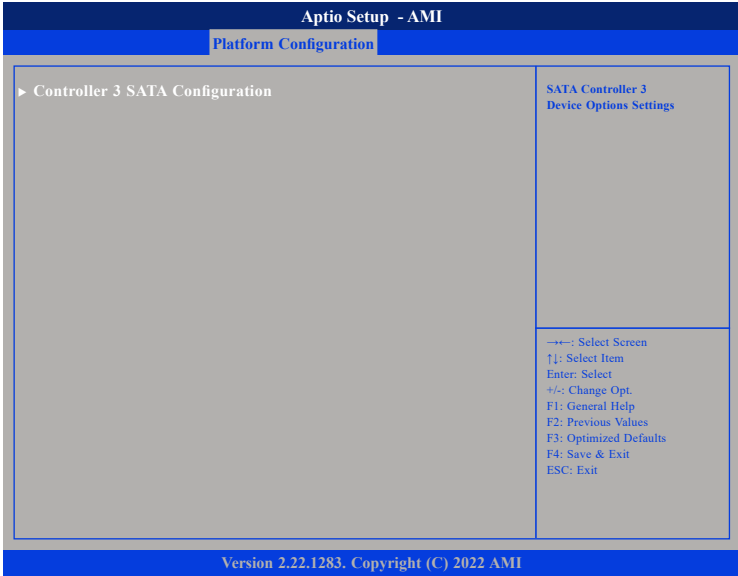 Aptio Setup - AMI
Platform Configuration
► Controller 3 SATA Configuration
SATA Controller 3
Device Options Settings
→←: Select Screen
↑↓: Select Item
Enter: Select
+/-: Change Opt.
F1: General Help
F2: Previous Values
F3: Optimized Defaults
F4: Save & Exit
ESC: Exit
Version 2.22.1283. Copyright (C) 2022 AMI